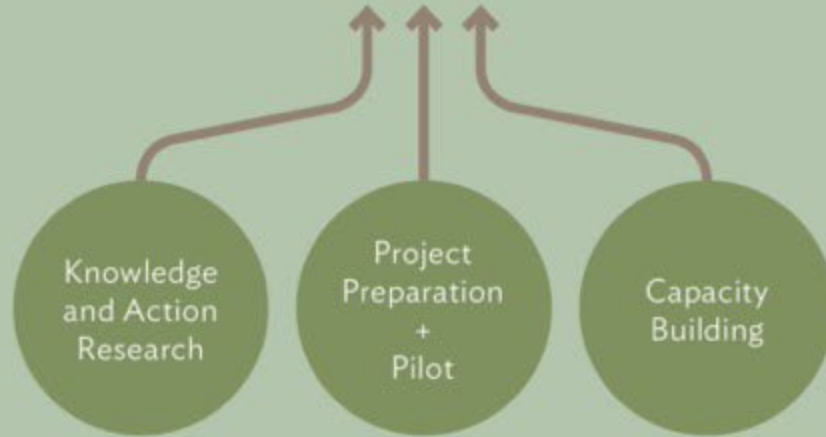 Knowledge
and Action
Research
Project
Preparation
+
Pilot
Capacity
Building